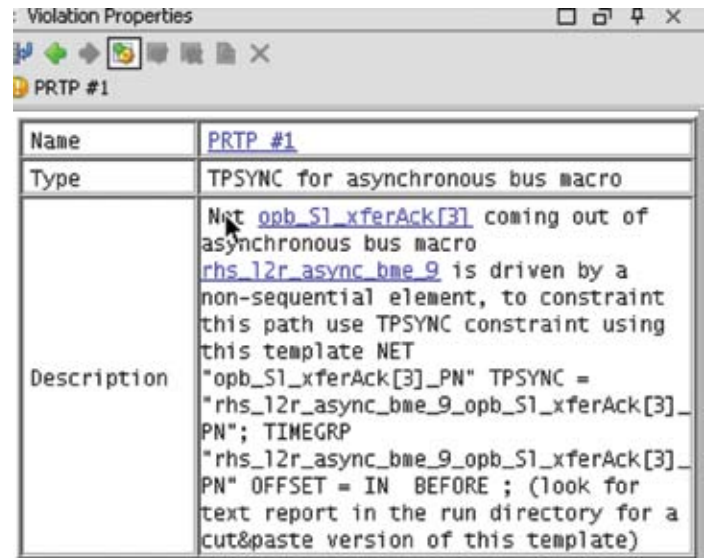 Violation Properties
PRTP #1
Name
PRTP #1
Type
TPSYNC for asynchronous bus macro
Description
Net opb_Sl_xferAck[3] coming out of
asynchronous bus macro
rhs_l2r_async_bme_9 is driven by a
non-sequential element, to constraint
this path use TPSYNC constraint using
this template NET
"opb_Sl_xferAck[3]_PN" TPSYNC =
"rhs_l2r_async_bme_9_opb_Sl_xferAck[3]_
PN"; TIMEGRP
"rhs_l2r_async_bme_9_opb_Sl_xferAck[3]_
PN" OFFSET = IN  BEFORE ; (look for
text report in the run directory for a
cut&paste version of this template)